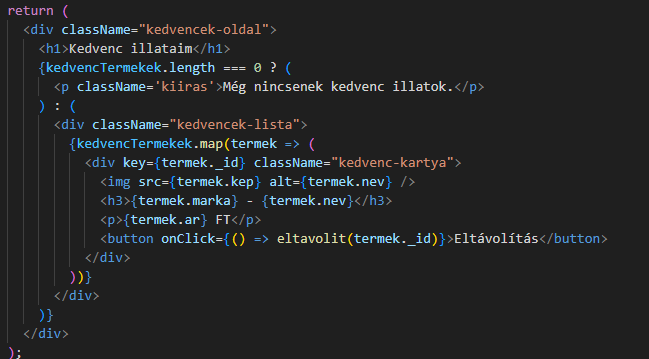 return (
<div className="kedvencek-oldal">
<h1>Kedvenc illataim</h1>
{kedvencTermekek.length === 0 ? (
<p className='kiiras'>Még nincsenek kedvenc illatok.</p>
) : (
<div className="kedvencek-lista">
{kedvencTermekek.map(termek => (
<div key={termek._id} className="kedvenc-kartya">
<img src={termek.kep} alt={termek.nev} />
<h3>{termek.marka} - {termek.nev}</h3>
<p>{termek.ar} FT</p>
<button onClick={() => eltavolit(termek._id)}>Eltávolítás</button>
</div>
))}
</div>
)}
</div>
);